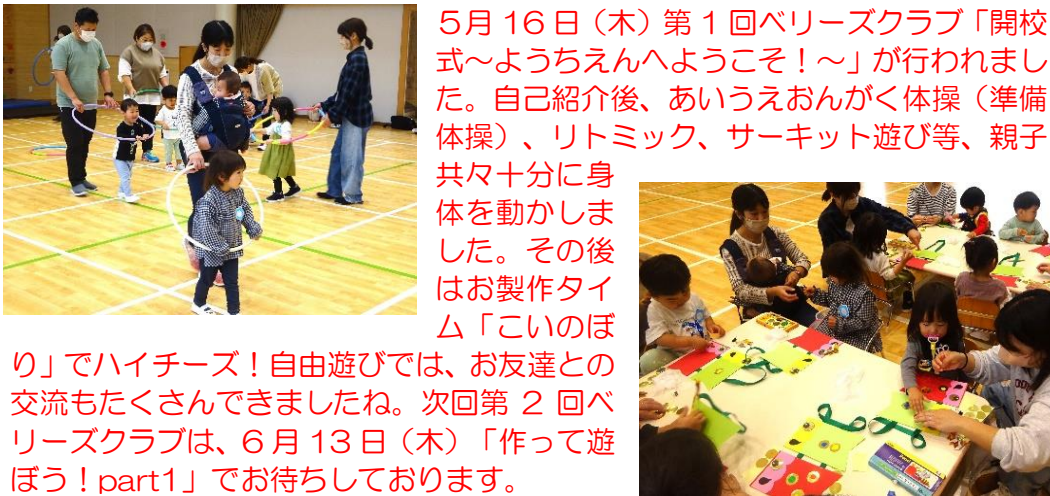 ５月 16 日（木）第 1 回ベリーズクラブ「開校
式～ようちえんへようこそ！～」が行われまし
た。自己紹介後、あいうえおんがく体操（準備
体操）、リトミック、サーキット遊び等、親子
共々十分に身
体を動かしま
した。その後
はお製作タイ
ム「こいのぼ
り」でハイチーズ！自由遊びでは、お友達との
交流もたくさんできましたね。次回第 2 回ベ
リーズクラブは、6 月 13 日（木）「作って遊
ぼう！part1」でお待ちしております。